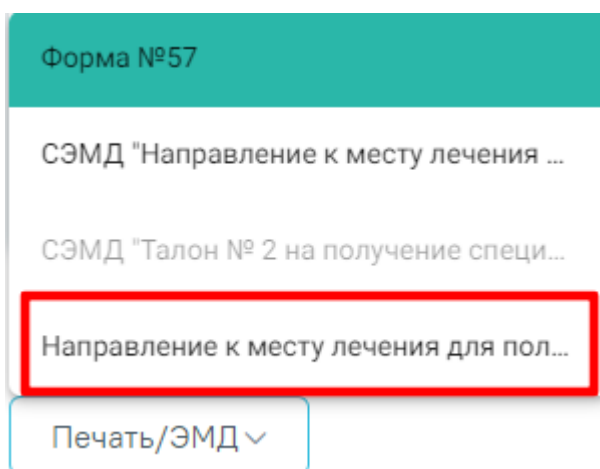 Форма №57
СЭМД "Направление к месту лечения ...
СЭМД "Талон № 2 на получение специ...
Направление к месту лечения для пол...
Печать/ЭМД